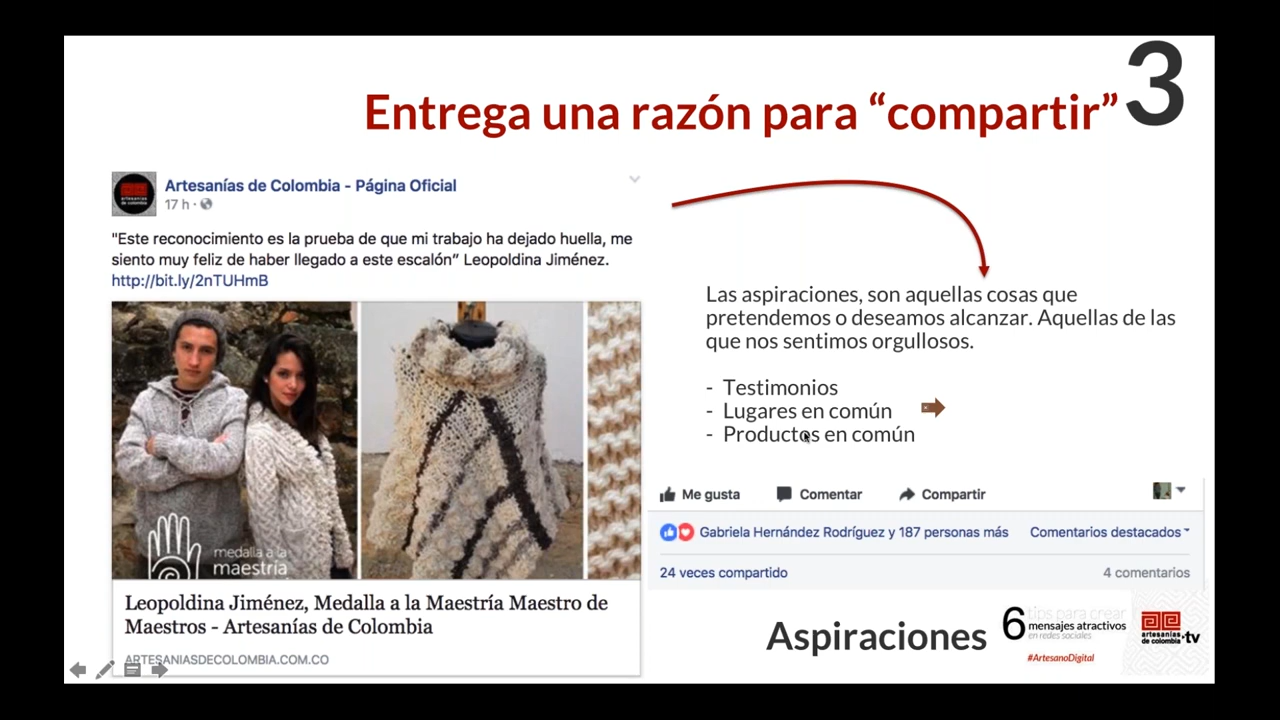 3
Entrega una razón para “compartir”
Artesanías de Colombia - Página Oficial
17 h ·
"Este reconocimiento es la prueba de que mi trabajo ha dejado huella, me
siento muy feliz de haber llegado a este escalón” Leopoldina Jiménez.
http://bit.ly/2nTUHmB
medalla a la
maestría
Leopoldina Jiménez, Medalla a la Maestría Maestro de
Maestros - Artesanías de Colombia
ARTESANIASDECOLOMBIA.COM.CO
Las aspiraciones, son aquellas cosas que
pretendemos o deseamos alcanzar. Aquellas de las
que nos sentimos orgullosos.
- Testimonios
- Lugares en común
- Productos en común
Me gusta Comentar Compartir
Gabriela Hernández Rodríguez y 187 personas más Comentarios destacados
24 veces compartido 4 comentarios
Aspiraciones
6 tips para crear
mensajes atractivos
en redes sociales
#ArtesanoDigital
artesanías
de colombia .tv